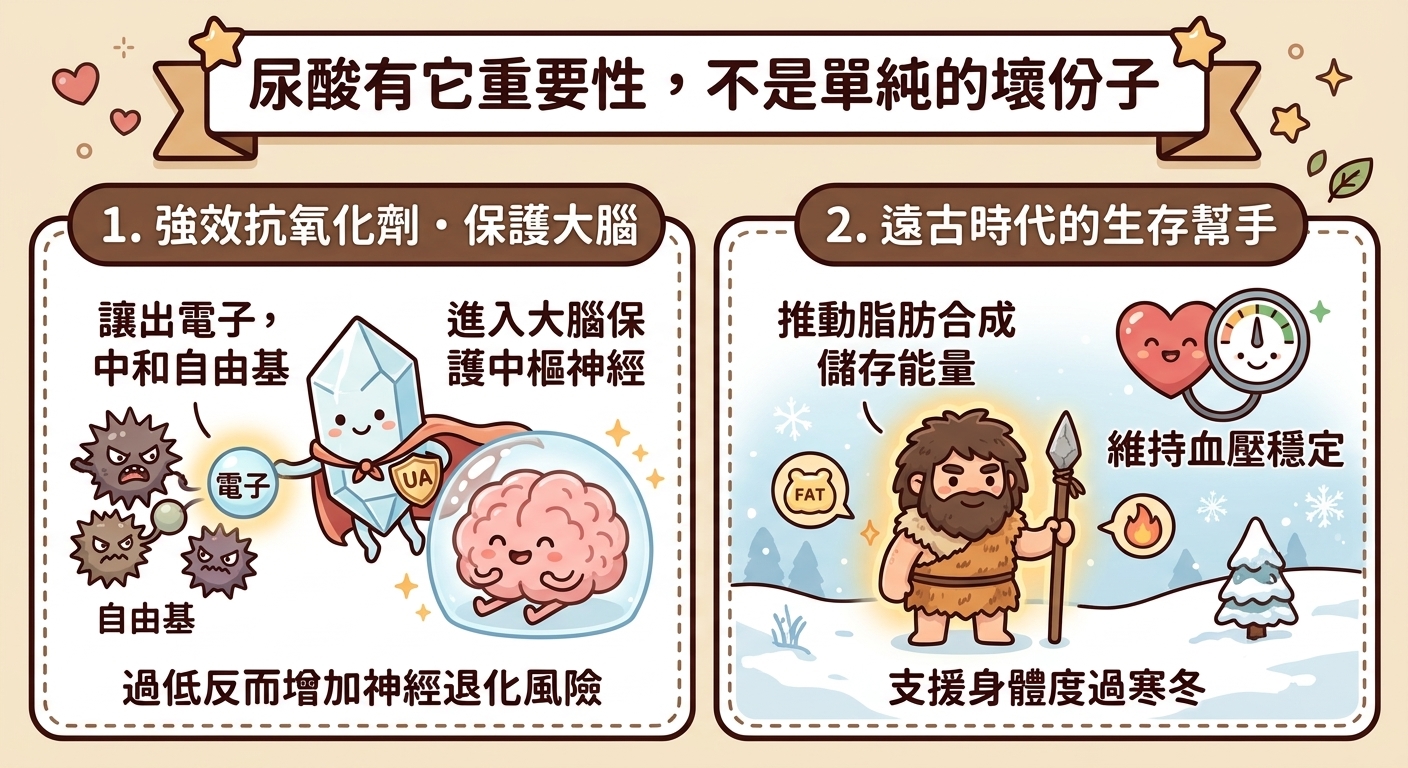 尿酸有它重要性，不是單純的壞份子
1. 強效抗氧化劑・保護大腦
讓出電子，
中和自由基
進入大腦保
護中樞神經
電子
UA
自由基
過低反而增加神經退化風險
2. 遠古時代的生存幫手
推動脂肪合成
儲存能量
維持血壓穩定
FAT
支援身體度過寒冬